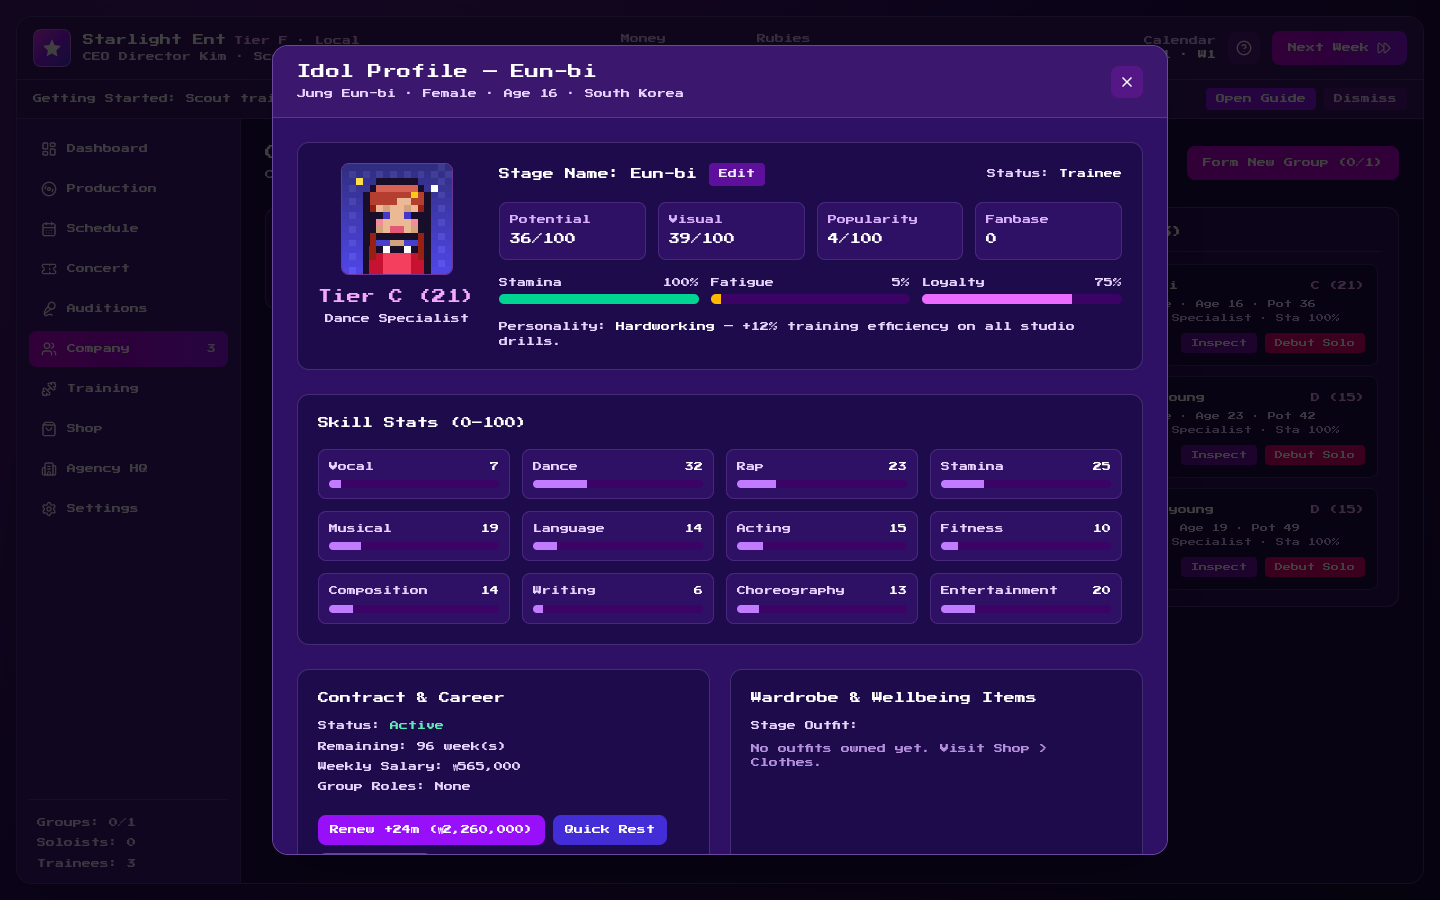 Starlight Ent Tier F · Local
CEO Director Kim · Sc
Money
Rubies
Calendar
· W1
Next Week
Getting Started: Scout trai
Open Guide
Dismiss
Dashboard
Production
Schedule
Concert
Auditions
Company 3
Training
Shop
Agency HQ
Settings
Groups: 0/1
Soloists: 0
Trainees: 3
Form New Group (0/1)
C (21)
· Age 16 · Pot 36
Specialist · Sta 100%
Inspect
Debut Solo
oung D (15)
· Age 23 · Pot 42
Specialist · Sta 100%
Inspect
Debut Solo
young D (15)
Age 19 · Pot 49
Specialist · Sta 100%
Inspect
Debut Solo
Idol Profile — Eun-bi
Jung Eun-bi · Female · Age 16 · South Korea
Tier C (21)
Dance Specialist
Stage Name: Eun-bi
Edit
Status: Trainee
Potential
36/100
Visual
39/100
Popularity
4/100
Fanbase
0
Stamina 100%
Fatigue 5%
Loyalty 75%
Personality: Hardworking — +12% training efficiency on all studio
drills.
Skill Stats (0-100)
Vocal 7
Dance 32
Rap 23
Stamina 25
Musical 19
Language 14
Acting 15
Fitness 10
Composition 14
Writing 6
Choreography 13
Entertainment 20
Contract & Career
Status: Active
Remaining: 96 week(s)
Weekly Salary: ₩565,000
Group Roles: None
Renew +24m (₩2,260,000)
Quick Rest
Wardrobe & Wellbeing Items
Stage Outfit:
No outfits owned yet. Visit Shop >
Clothes.